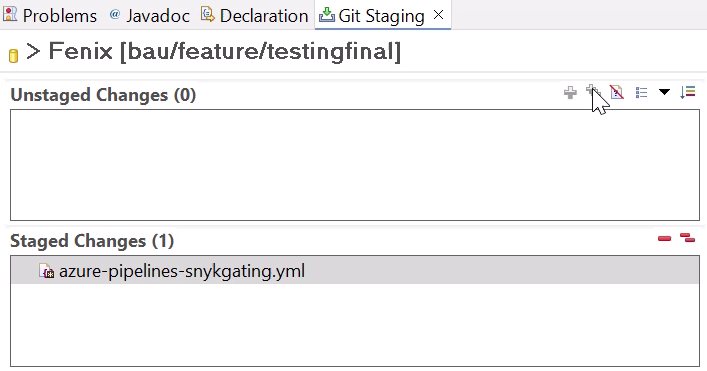 Problems @ Javadoc Declaration Git Staging
> Fenix [bau/feature/testingfinal]
Unstaged Changes (0)
Staged Changes (1)
azure-pipelines-snykgating.yml